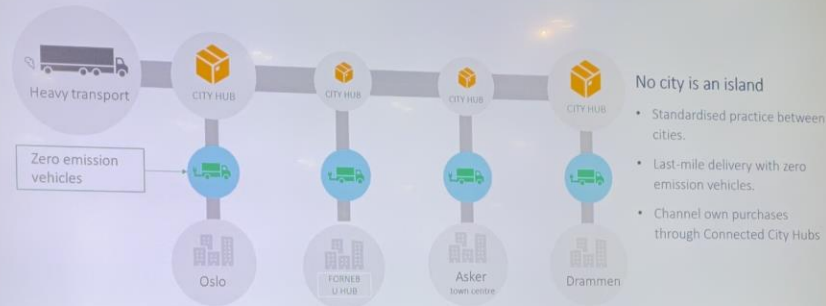 Heavy transport
CITY HUB
CITY HUB
CITY HUB
CITY HUB
Zero emission
vehicles
Oslo
FORNEB
U HUB
Asker
town centre
Drammen
No city is an island
• Standardised practice between
cities.
• Last-mile delivery with zero
emission vehicles.
• Channel own purchases
through Connected City Hubs